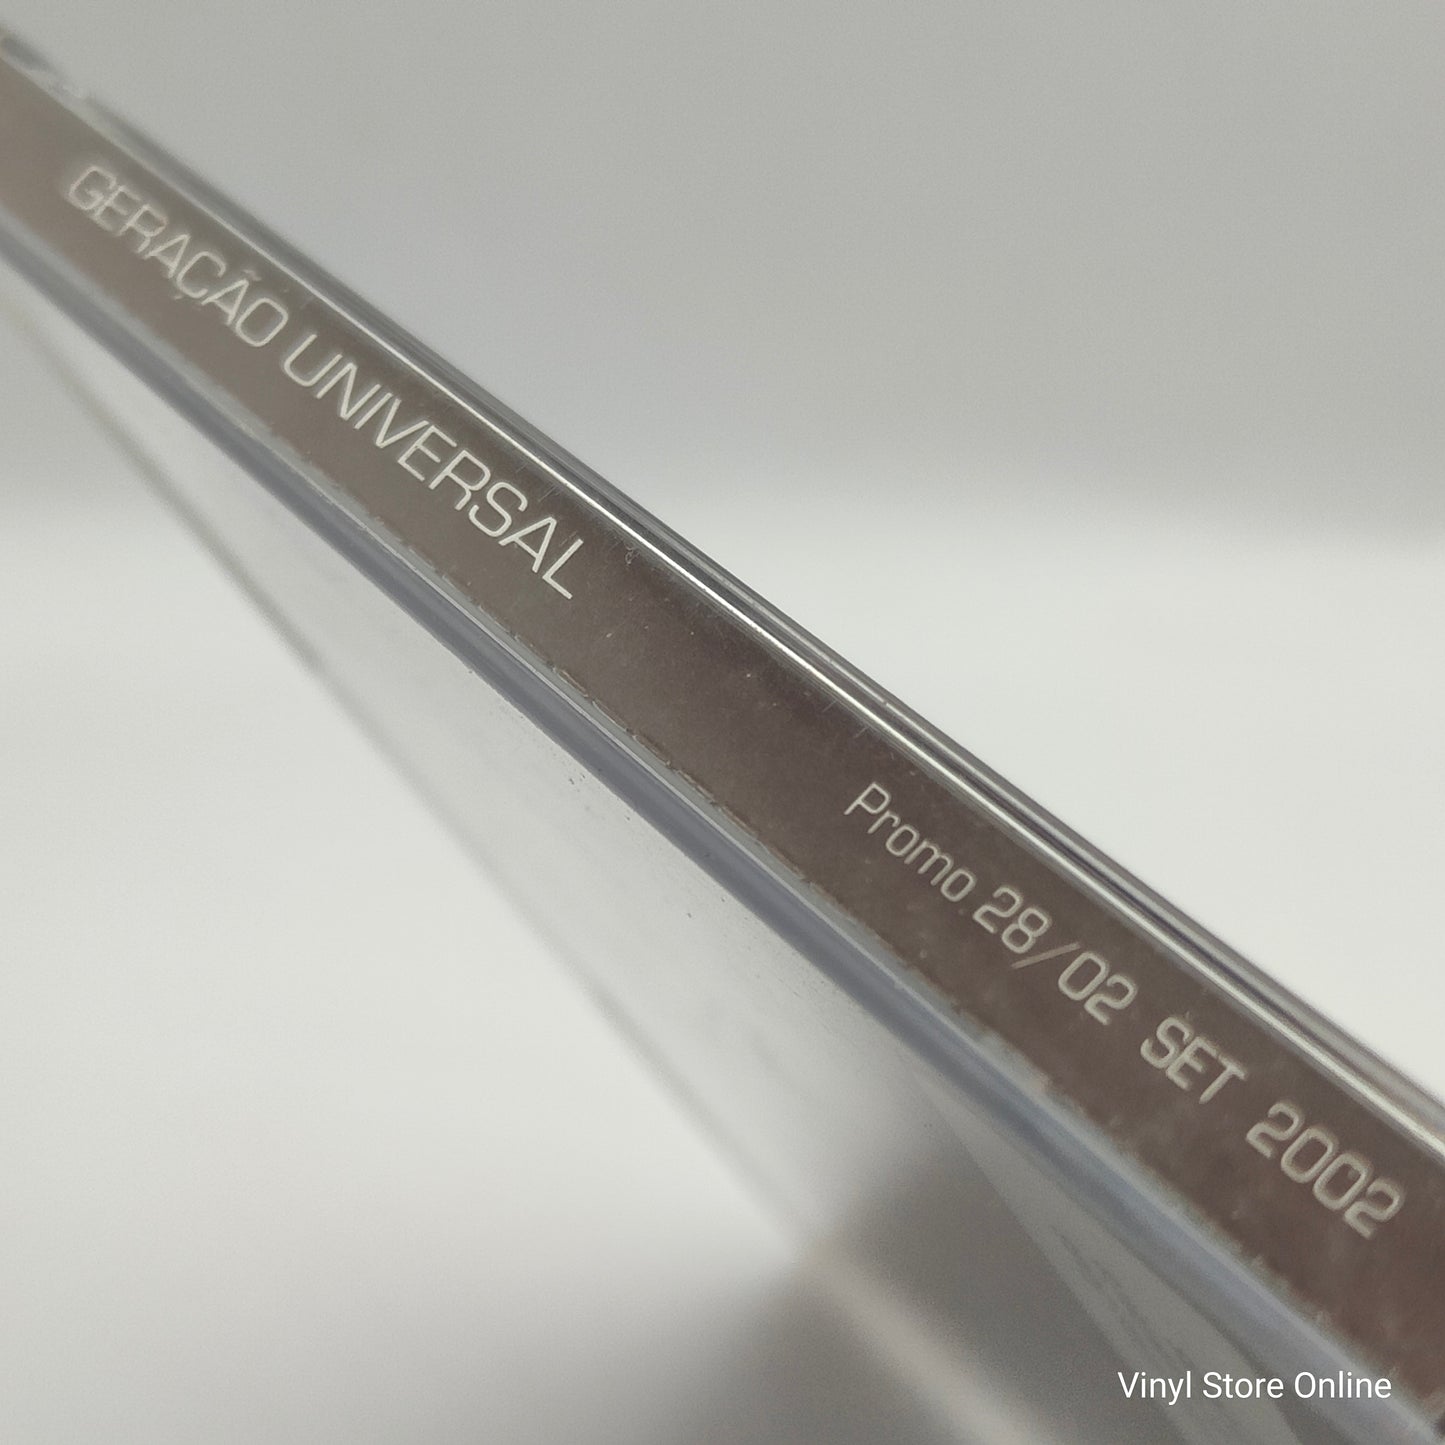 GERAÇÃO UNIVERSAL
Promo 28/02 SET 2002
Vinyl Store Online